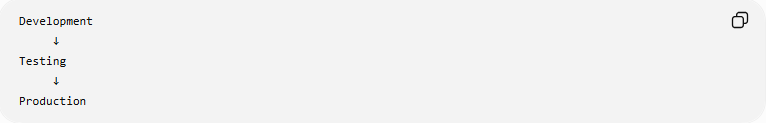 Development
↓
Testing
↓
Production